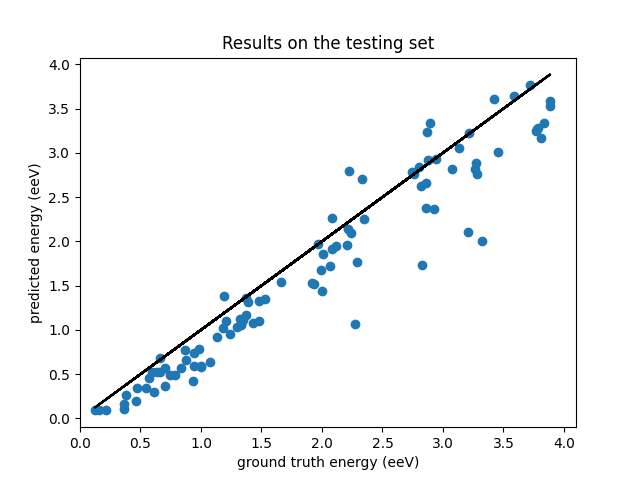 Results on the testing set
predicted energy (eeV)
4.0
3.5
3.0
2.5
2.0
1.5
1.0
0.5
0.0
0.0 0.5 1.0 1.5 2.0 2.5 3.0 3.5 4.0
ground truth energy (eeV)